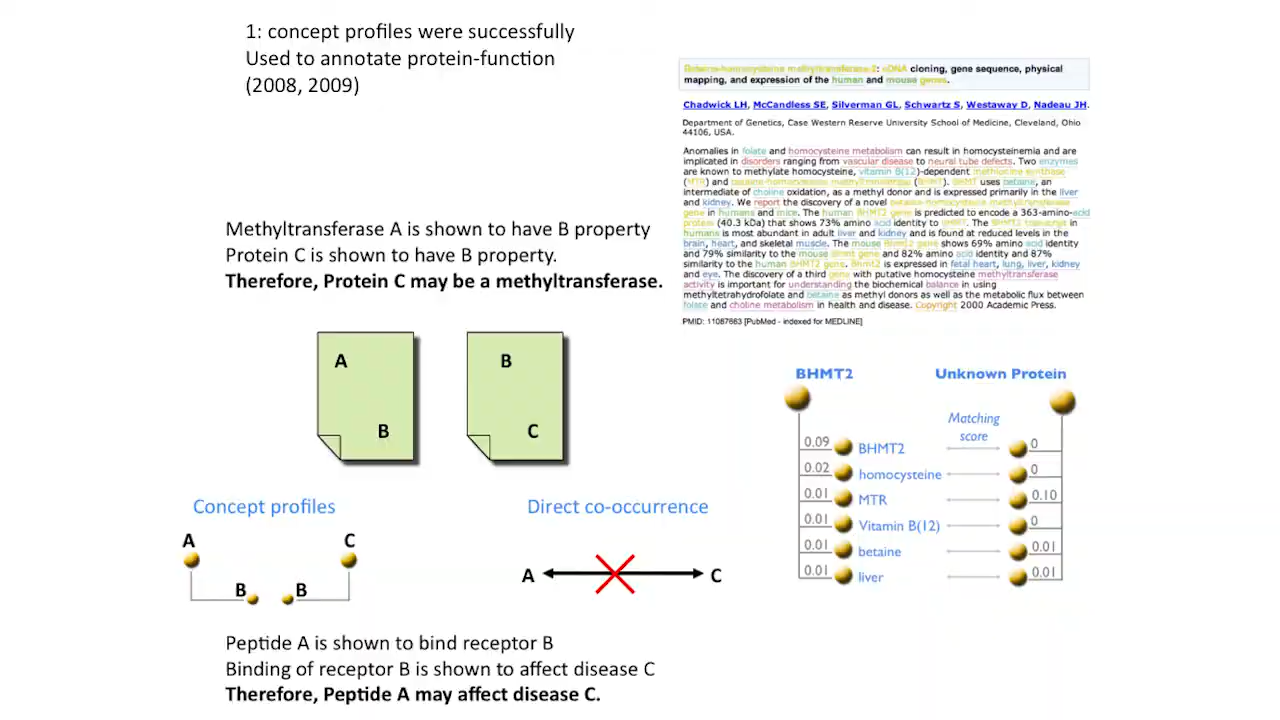 1: concept profiles were successfully
Used to annotate protein-function
(2008, 2009)
Methyltransferase A is shown to have B property
Protein C is shown to have B property.
Therefore, Protein C may be a methyltransferase.
A
B
B
C
Concept profiles
A
C
B
B
Direct co-occurrence
A
C
Peptide A is shown to bind receptor B
Binding of receptor B is shown to affect disease C
Therefore, Peptide A may affect disease C.
Betaine-homocysteine methyltransferase-2: cDNA cloning, gene sequence, physical
mapping, and expression of the human and mouse genes.
Chadwick LH, McCandless SE, Silverman GL, Schwartz S, Westaway D, Nadeau JH.
Department of Genetics, Case Western Reserve University School of Medicine, Cleveland, Ohio
44106, USA.
Anomalies in folate and homocysteine metabolism can result in homocysteinemia and are
implicated in disorders ranging from vascular disease to neural tube defects. Two enzymes
are known to methylate homocysteine, vitamin B(12)-dependent methionine synthase
(MTR) and betaine-homocysteine methyltransferase (BHMT). BHMT uses betaine, an
intermediate of choline oxidation, as a methyl donor and is expressed primarily in the liver
and kidney. We report the discovery of a novel betaine-homocysteine methyltransferase
gene in humans and mice. The human BHMT2 gene is predicted to encode a 363-amino-acid
protein (40.3 kDa) that shows 73% amino acid identity to BHMT. The BHMT2 transcript in
humans is most abundant in adult liver and kidney and is found at reduced levels in the
brain, heart, and skeletal muscle. The mouse Bhmt2 gene shows 69% amino acid identity
and 79% similarity to the mouse Bhmt gene and 82% amino acid identity and 87%
similarity to the human BHMT2 gene. Bhmt2 is expressed in fetal heart, lung, liver, kidney
and eye. The discovery of a third gene with putative homocysteine methyltransferase
activity is important for understanding the biochemical balance in using
methyltetrahydrofolate and betaine as methyl donors as well as the metabolic flux between
folate and choline metabolism in health and disease. Copyright 2000 Academic Press.
PMID: 11087663 [PubMed - indexed for MEDLINE]
BHMT2
Unknown Protein
Matching
score
0.09 BHMT2 0
0.02 homocysteine 0
0.01 MTR 0.10
0.01 Vitamin B(12) 0
0.01 betaine 0.01
0.01 liver 0.01